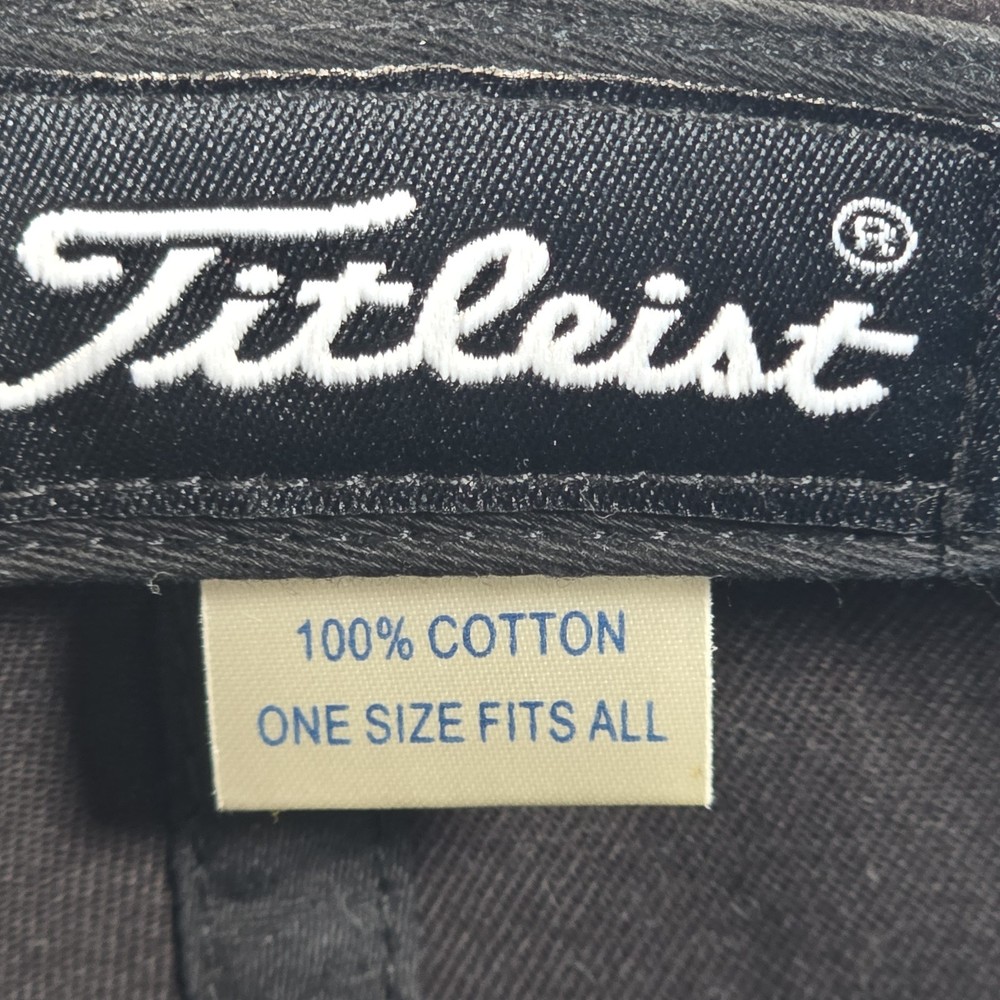 Titleist®
100% COTTON
ONE SIZE FITS ALL